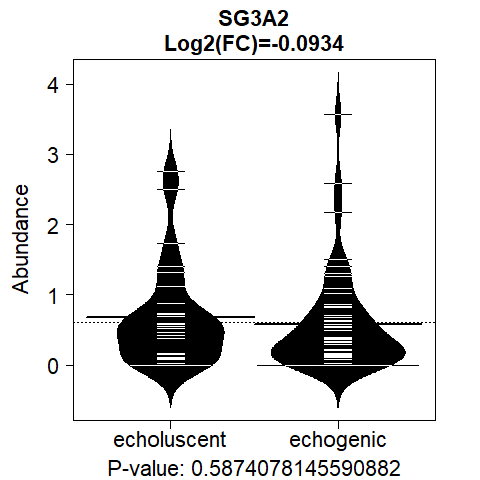 SG3A2
Log2(FC)=-0.0934
Abundance
4
3
2
1
0
echoluscent echogenic
P-value: 0.5874078145590882